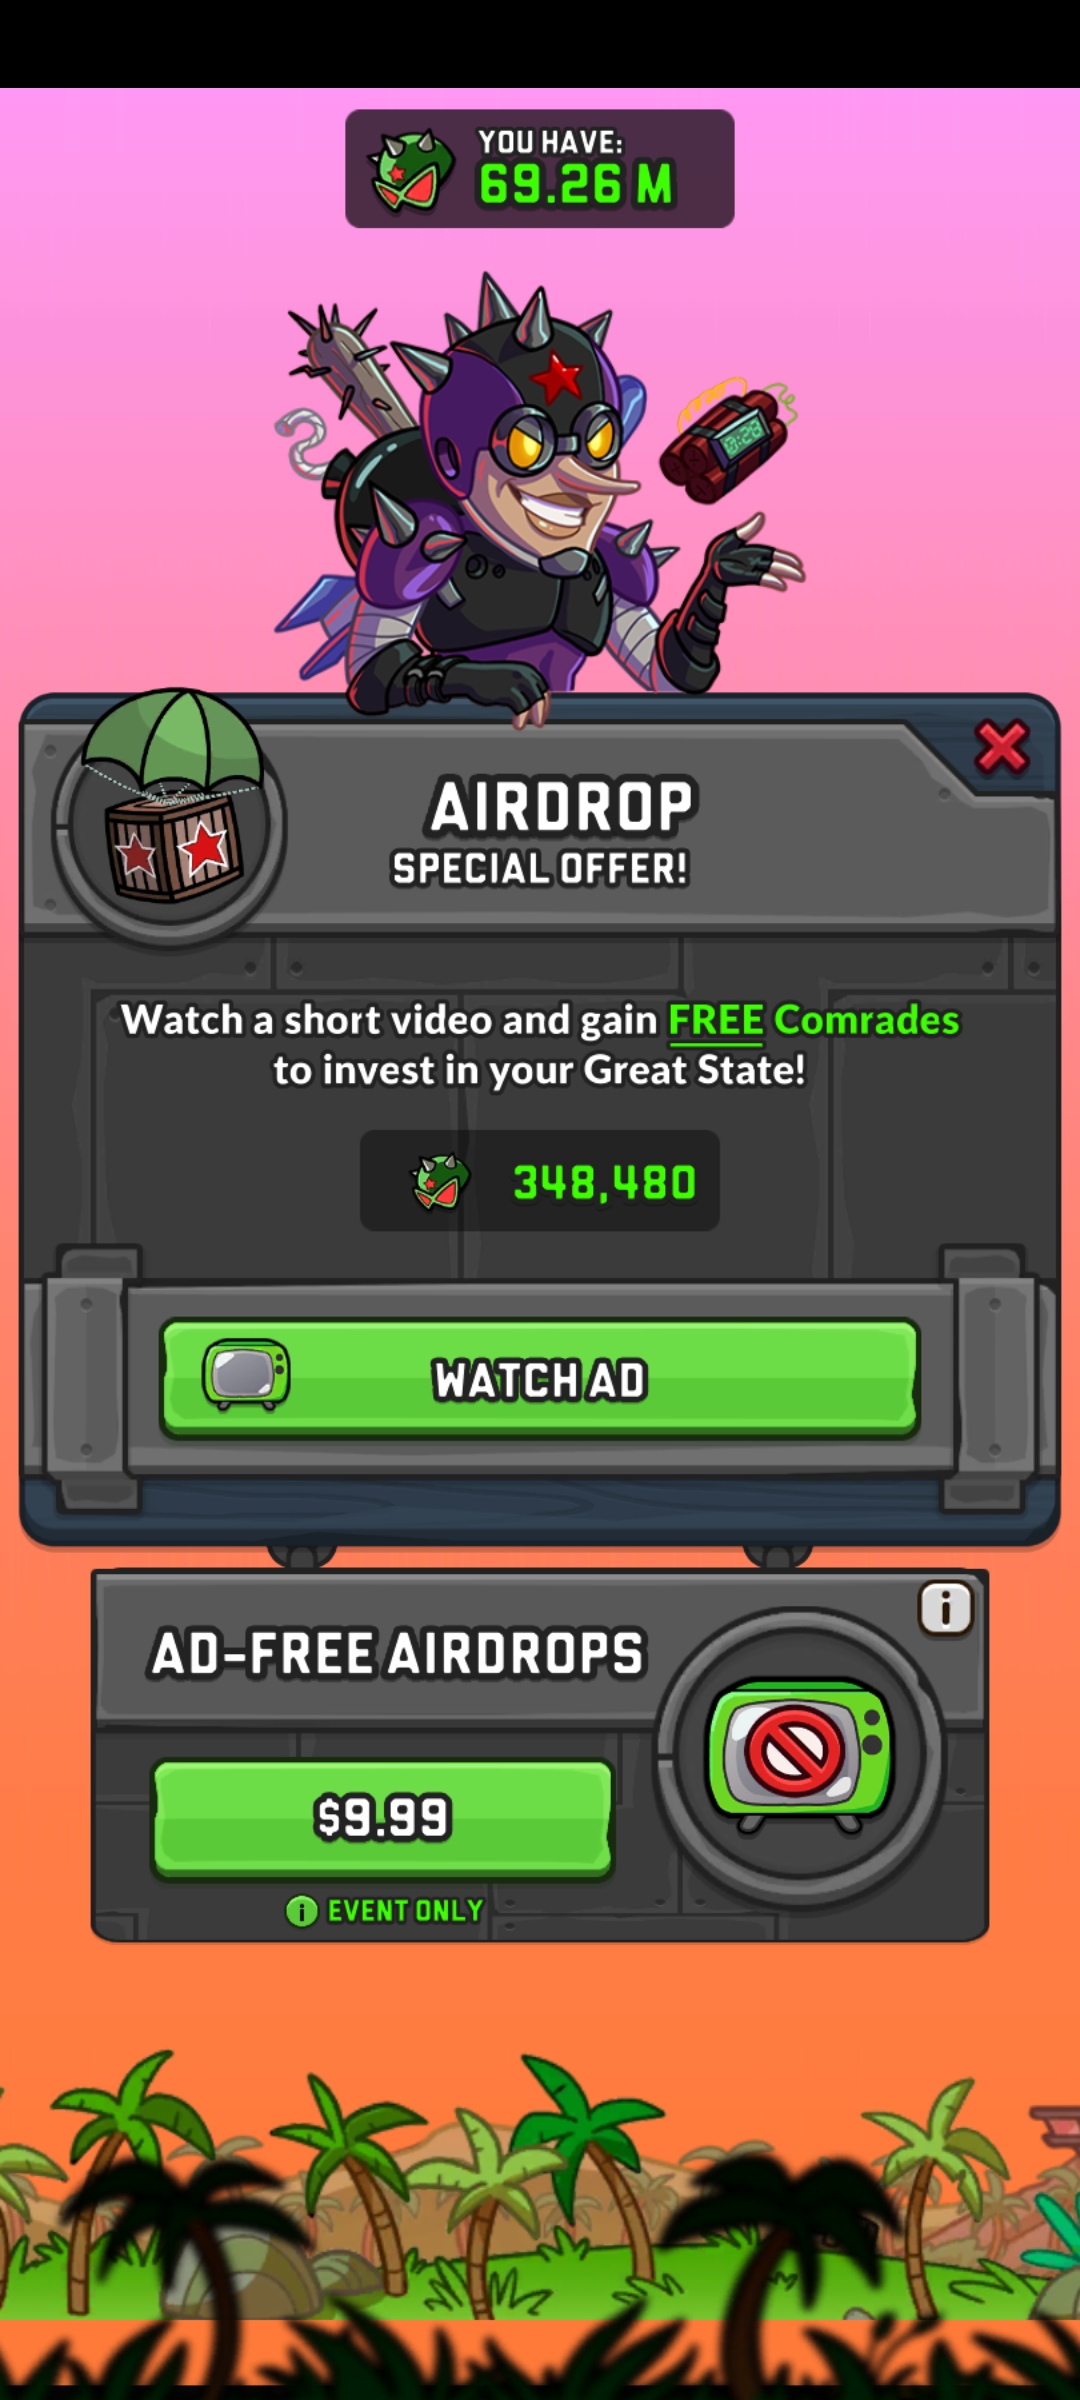 YOU HAVE:
69.26 M
0:28
AIRDROP
SPECIAL OFFER!
Watch a short video and gain FREE Comrades
to invest in your Great State!
348,480
WATCH AD
AD-FREE AIRDROPS
$9.99
EVENT ONLY